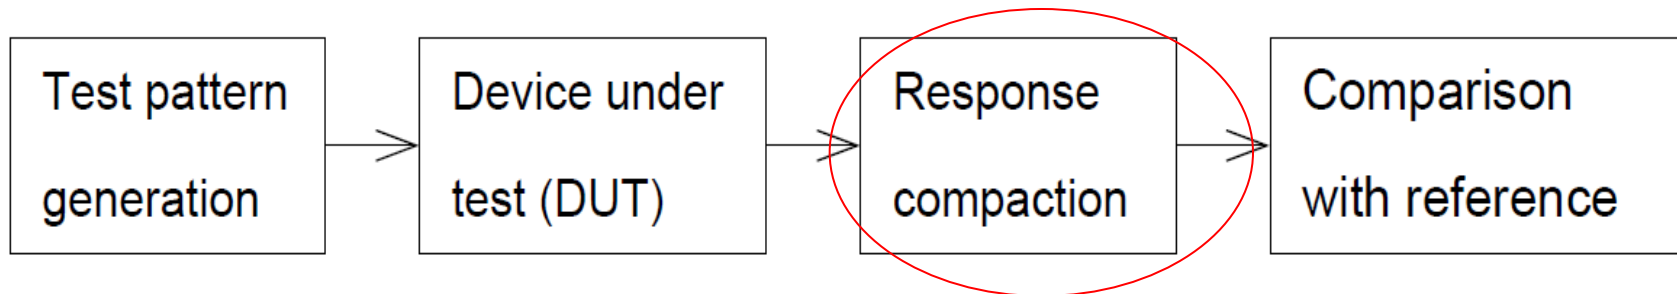 Test pattern
generation
Device under
test (DUT)
Response
compaction
Comparison
with reference